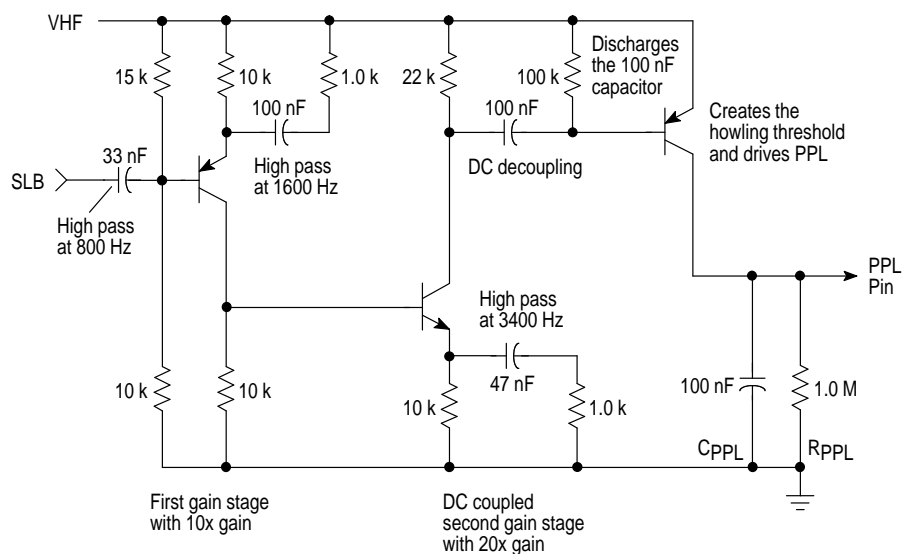 VHF
15 k
10 k
1.0 k
22 k
100 k
Discharges
the 100 nF
capacitor
100 nF
100 nF
Creates the
howling threshold
and drives PPL
33 nF
High pass
at 1600 Hz
DC decoupling
SLB
High pass
at 800 Hz
PPL
Pin
High pass
at 3400 Hz
10 k
10 k
10 k
47 nF
1.0 k
100 nF
1.0 M
CPPL
RPPL
First gain stage
with 10x gain
DC coupled
second gain stage
with 20x gain